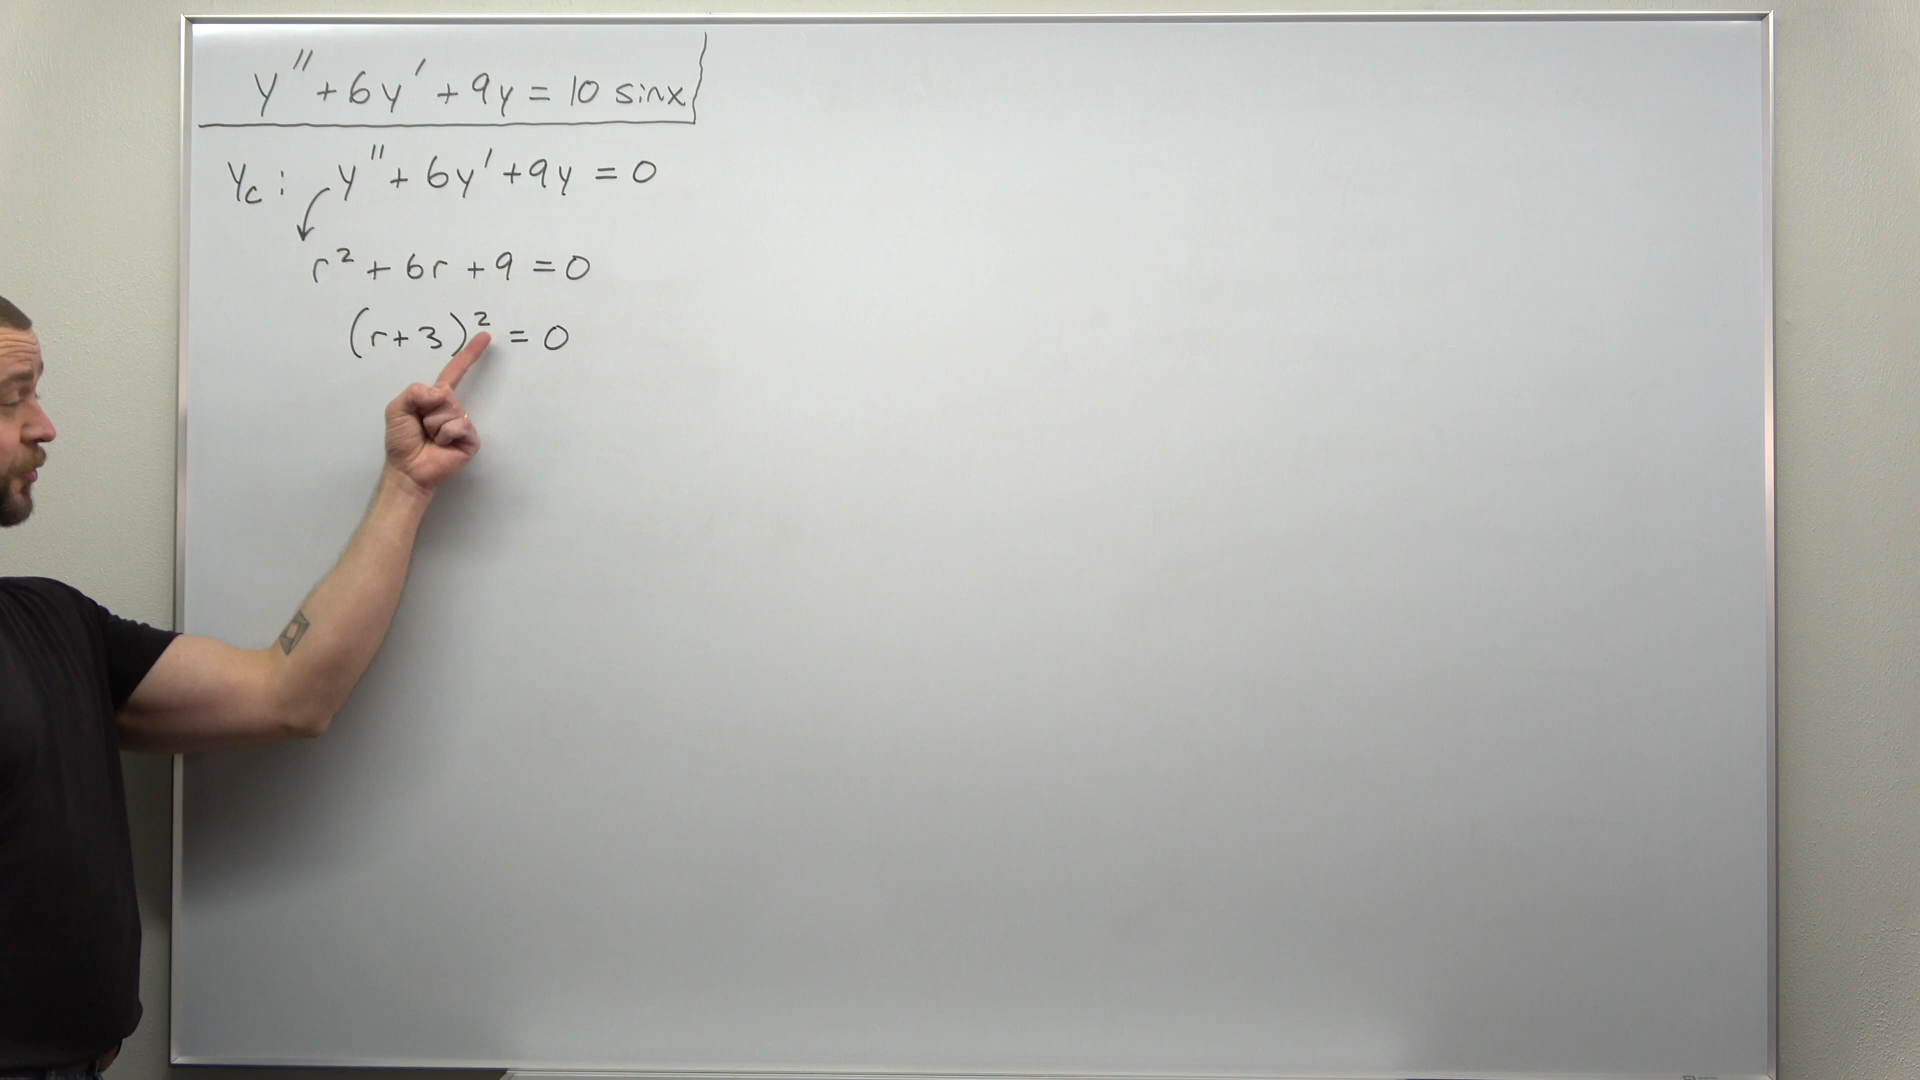 y'' + 6y' + 9y = 10 sinx
Yc: y'' + 6y' + 9y = 0
r² + 6r + 9 = 0
(r+3)² = 0